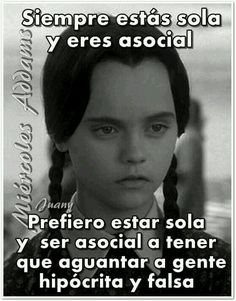 Siempre estás sola
y eres asocial
Miércoles Addams
Juany
Prefiero estar sola
y ser asocial a tener
que aguantar a gente
hipócrita y falsa